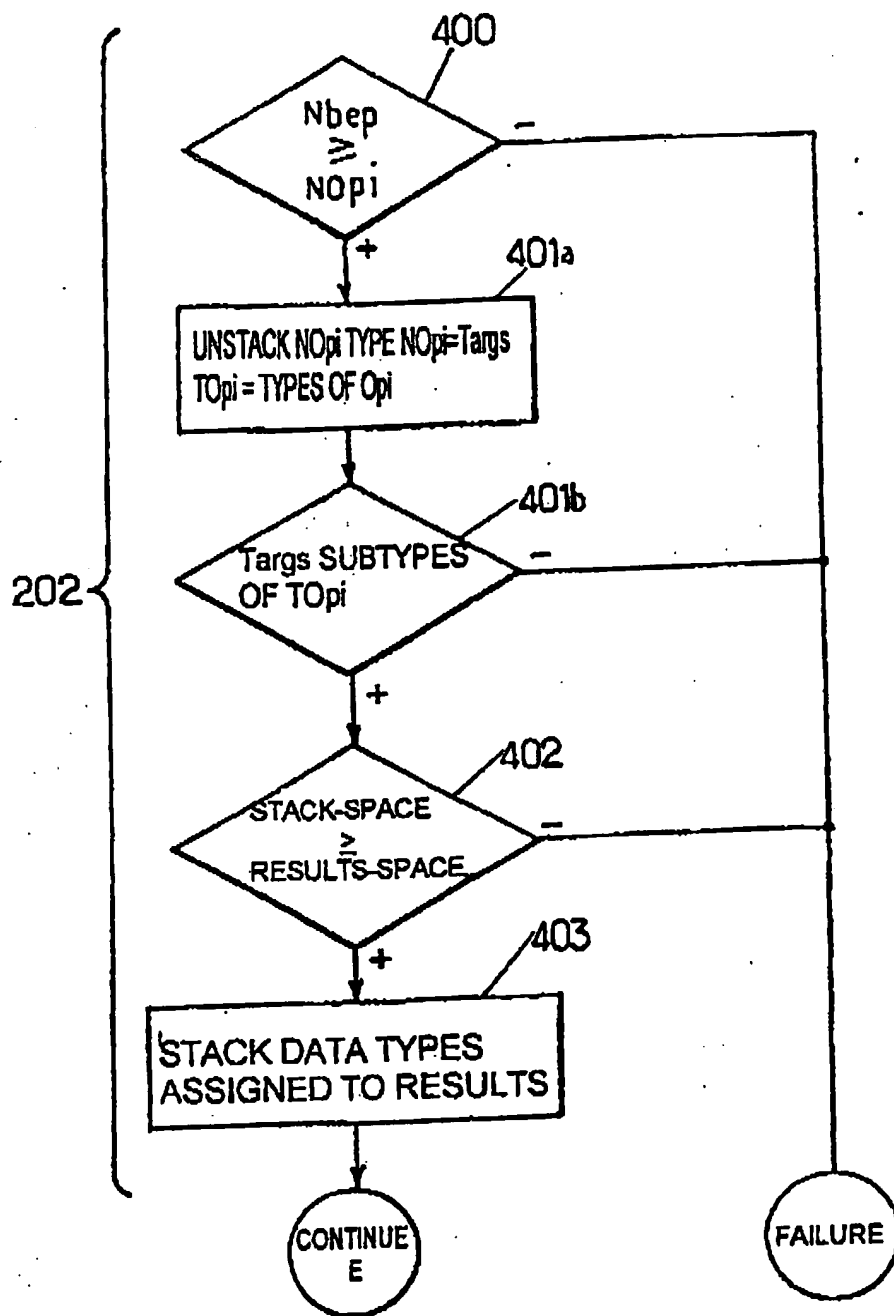 400
Nbep
≥
NOpi
-
+
401a
UNSTACK NOpi TYPE NOpi=Targs
TOpi = TYPES OF Opi
401b
Targs SUBTYPES
OF TOpi
-
+
202
402
STACK-SPACE
≥
RESULTS-SPACE
-
+
403
STACK DATA TYPES
ASSIGNED TO RESULTS
CONTINUE
E
FAILURE